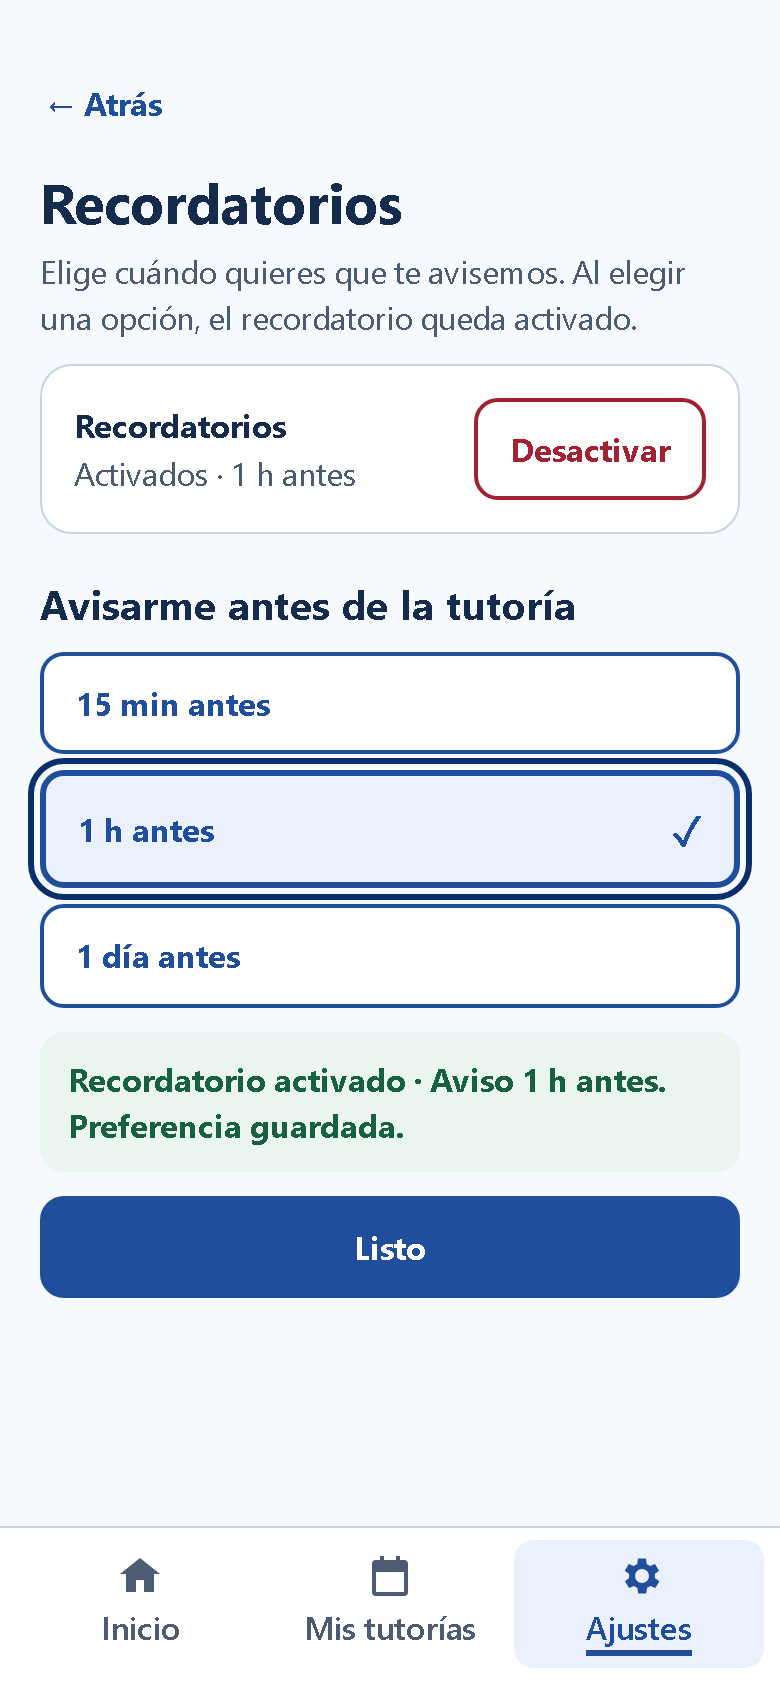 ← Atrás
Recordatorios
Elige cuándo quieres que te avisemos. Al elegir
una opción, el recordatorio queda activado.
Recordatorios
Activados · 1 h antes
Desactivar
Avisarme antes de la tutoría
15 min antes
1 h antes ✓
1 día antes
Recordatorio activado · Aviso 1 h antes.
Preferencia guardada.
Listo
Inicio
Mis tutorías
Ajustes